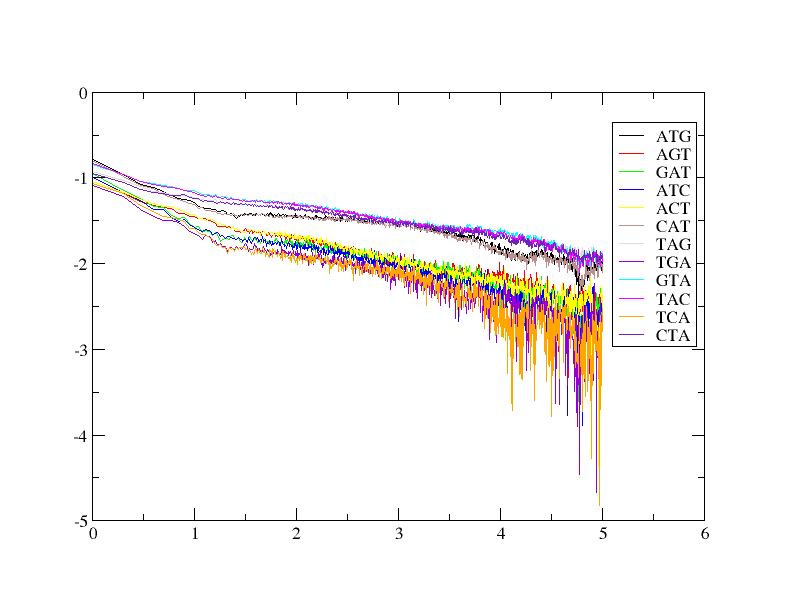 0
-1
-2
-3
-4
-5
0 1 2 3 4 5 6
ATG
AGT
GAT
ATC
ACT
CAT
TAG
TGA
GTA
TAC
TCA
CTA